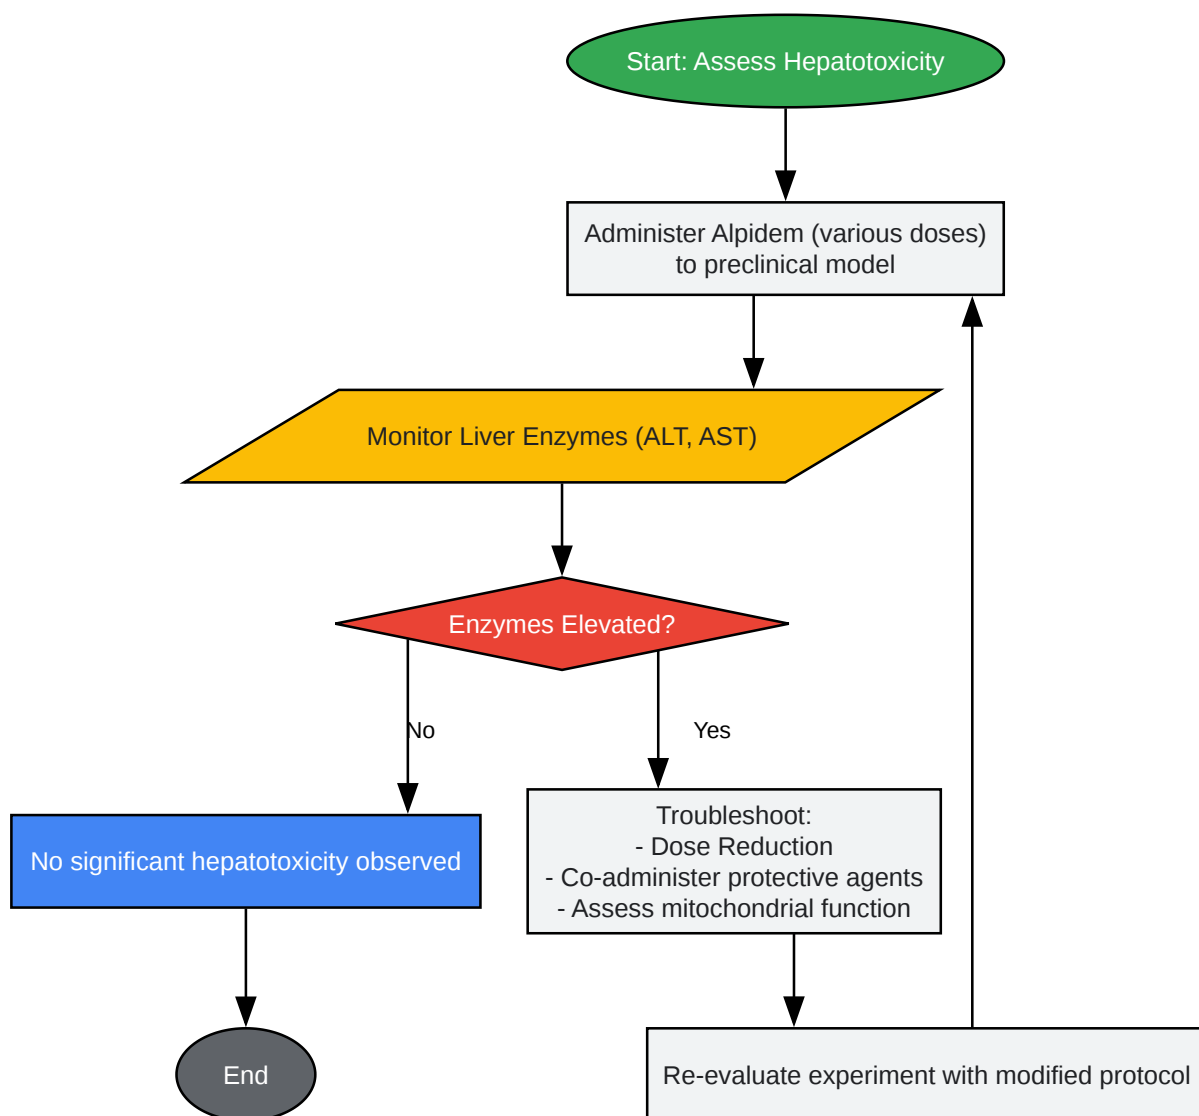 Start: Assess Hepatotoxicity
Administer Alpidem (various doses)
to preclinical model
Monitor Liver Enzymes (ALT, AST)
Enzymes Elevated?
No
Yes
Troubleshoot:
- Dose Reduction
- Co-administer protective agents
- Assess mitochondrial function
No significant hepatotoxicity observed
End
Re-evaluate experiment with modified protocol